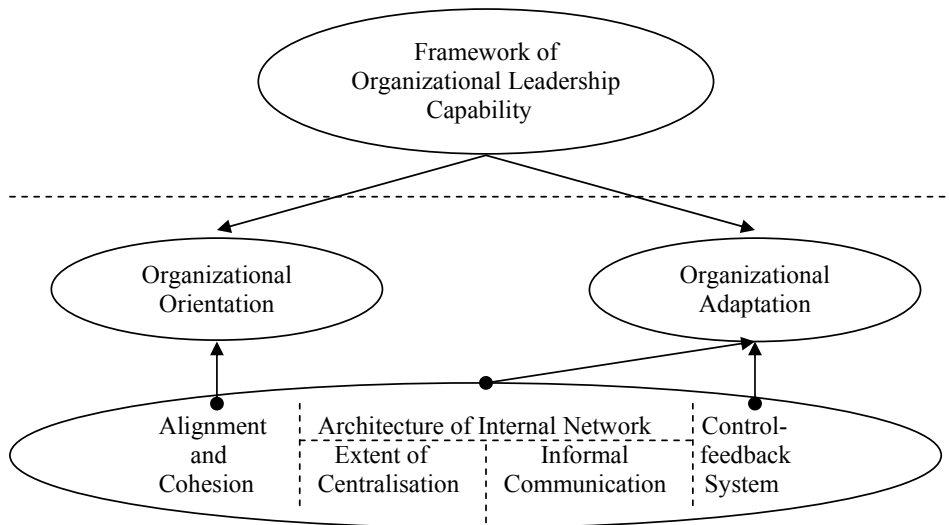 Framework of
Organizational Leadership
Capability
Organizational
Orientation
Organizational
Adaptation
Alignment
and
Cohesion
Architecture of Internal Network
Extent of
Centralisation
Informal
Communication
Control-
feedback
System